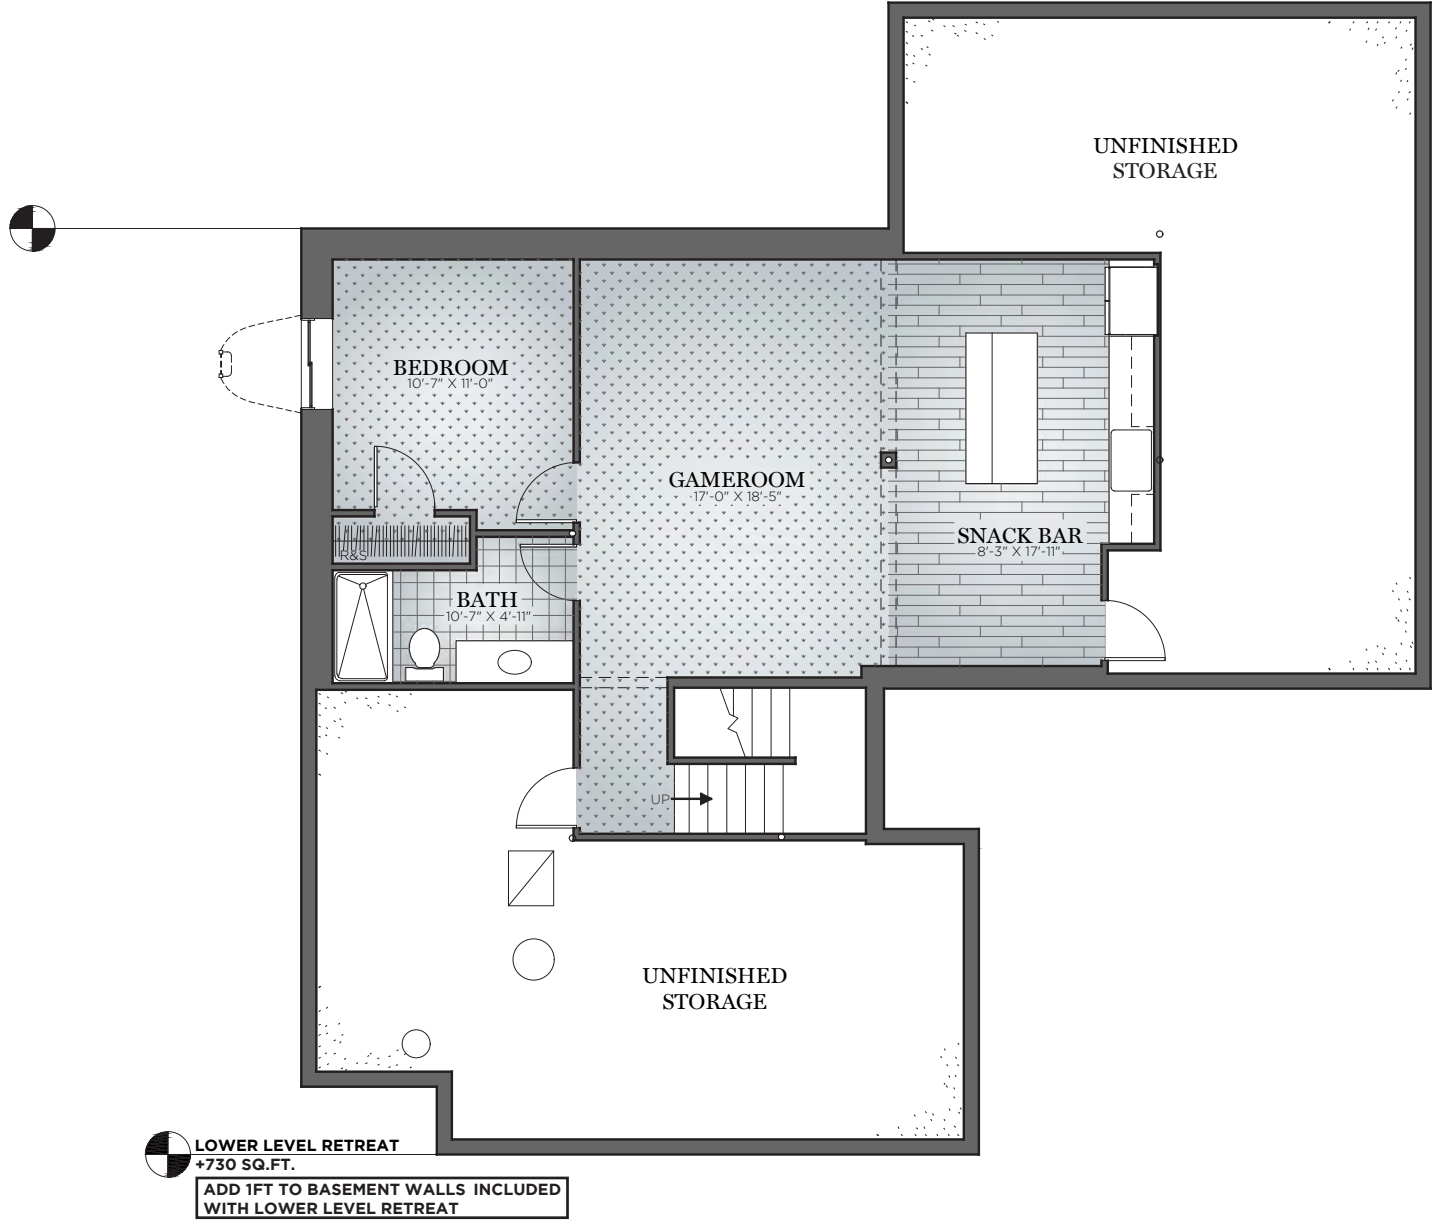 UNFINISHED
STORAGE
BEDROOM
10'-7" X 11'-0"
GAMEROOM
17'-0" X 18'-5"
SNACK BAR
8'-3" X 17'-11"
R&S
BATH
10'-7" X 4'-11"
UP
UNFINISHED
STORAGE
LOWER LEVEL RETREAT
+730 SQ.FT.
ADD 1FT TO BASEMENT WALLS INCLUDED
WITH LOWER LEVEL RETREAT